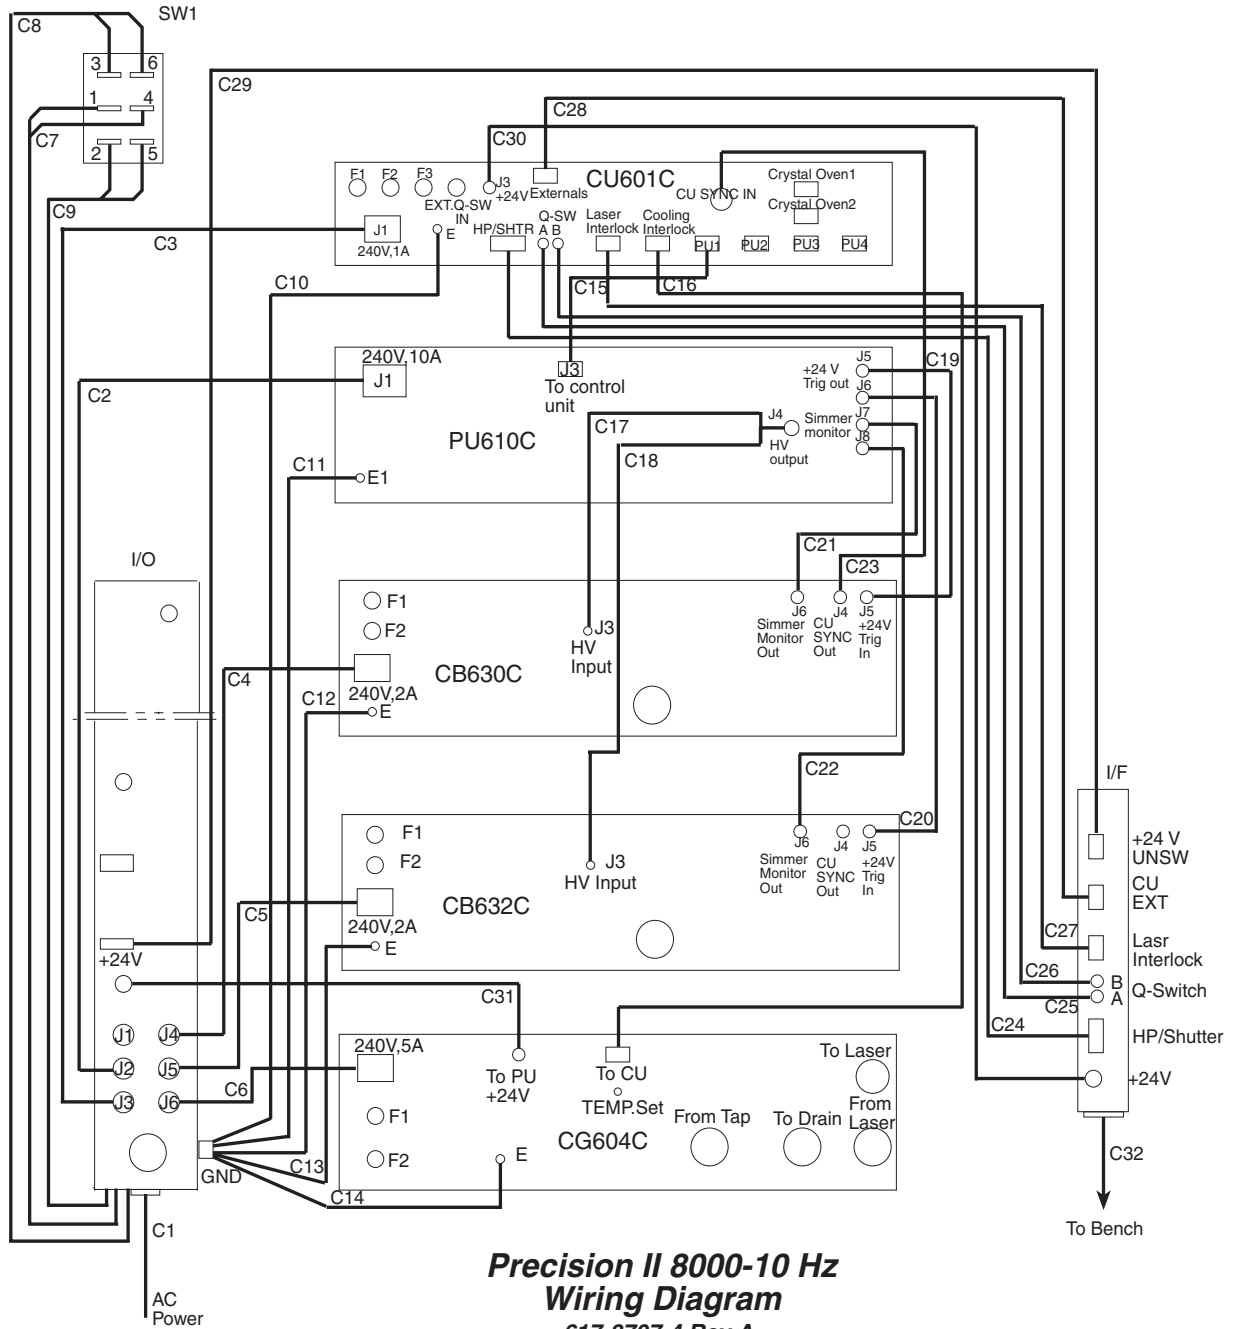 C8
SW1
3
6
C29
1
4
C28
C7
C30
2
5
F1
F2
F3
J3
+24V
Externals
CU601C
CU SYNC IN
Crystal Oven1
Crystal Oven2
C9
EXT.Q-SW
IN
C3
J1
240V,1A
E
HP/SHTR
Q-SW
A B
Laser
Interlock
Cooling
Interlock
PU1
PU2
PU3
PU4
C10
C15
C16
240V,10A
J1
J3
To control
unit
+24 V
Trig out
J5
J6
C19
C2
C17
J4
HV
output
Simmer
monitor
J7
J8
PU610C
C18
C11
E1
I/O
C21
C23
F1
F2
J3
HV
Input
J6
Simmer
Monitor
Out
J4
CU
SYNC
Out
J5
+24V
Trig
In
CB630C
C4
240V,2A
C12
E
C22
I/F
F1
F2
J3
HV Input
J6
Simmer
Monitor
Out
J4
CU
SYNC
Out
J5
+24V
Trig
In
C20
+24 V
UNSW
CU
EXT
C5
CB632C
240V,2A
E
C27
Lasr
Interlock
+24V
C31
C26
B
A
Q-Switch
C25
J1
J4
240V,5A
C24
HP/Shutter
J2
J5
To PU
+24V
To CU
TEMP.Set
To Laser
+24V
C6
J3
J6
F1
From Tap
To Drain
From
Laser
CG604C
F2
E
GND
C13
C14
C32
C1
To Bench
AC
Power
Precision II 8000-10 Hz
Wiring Diagram